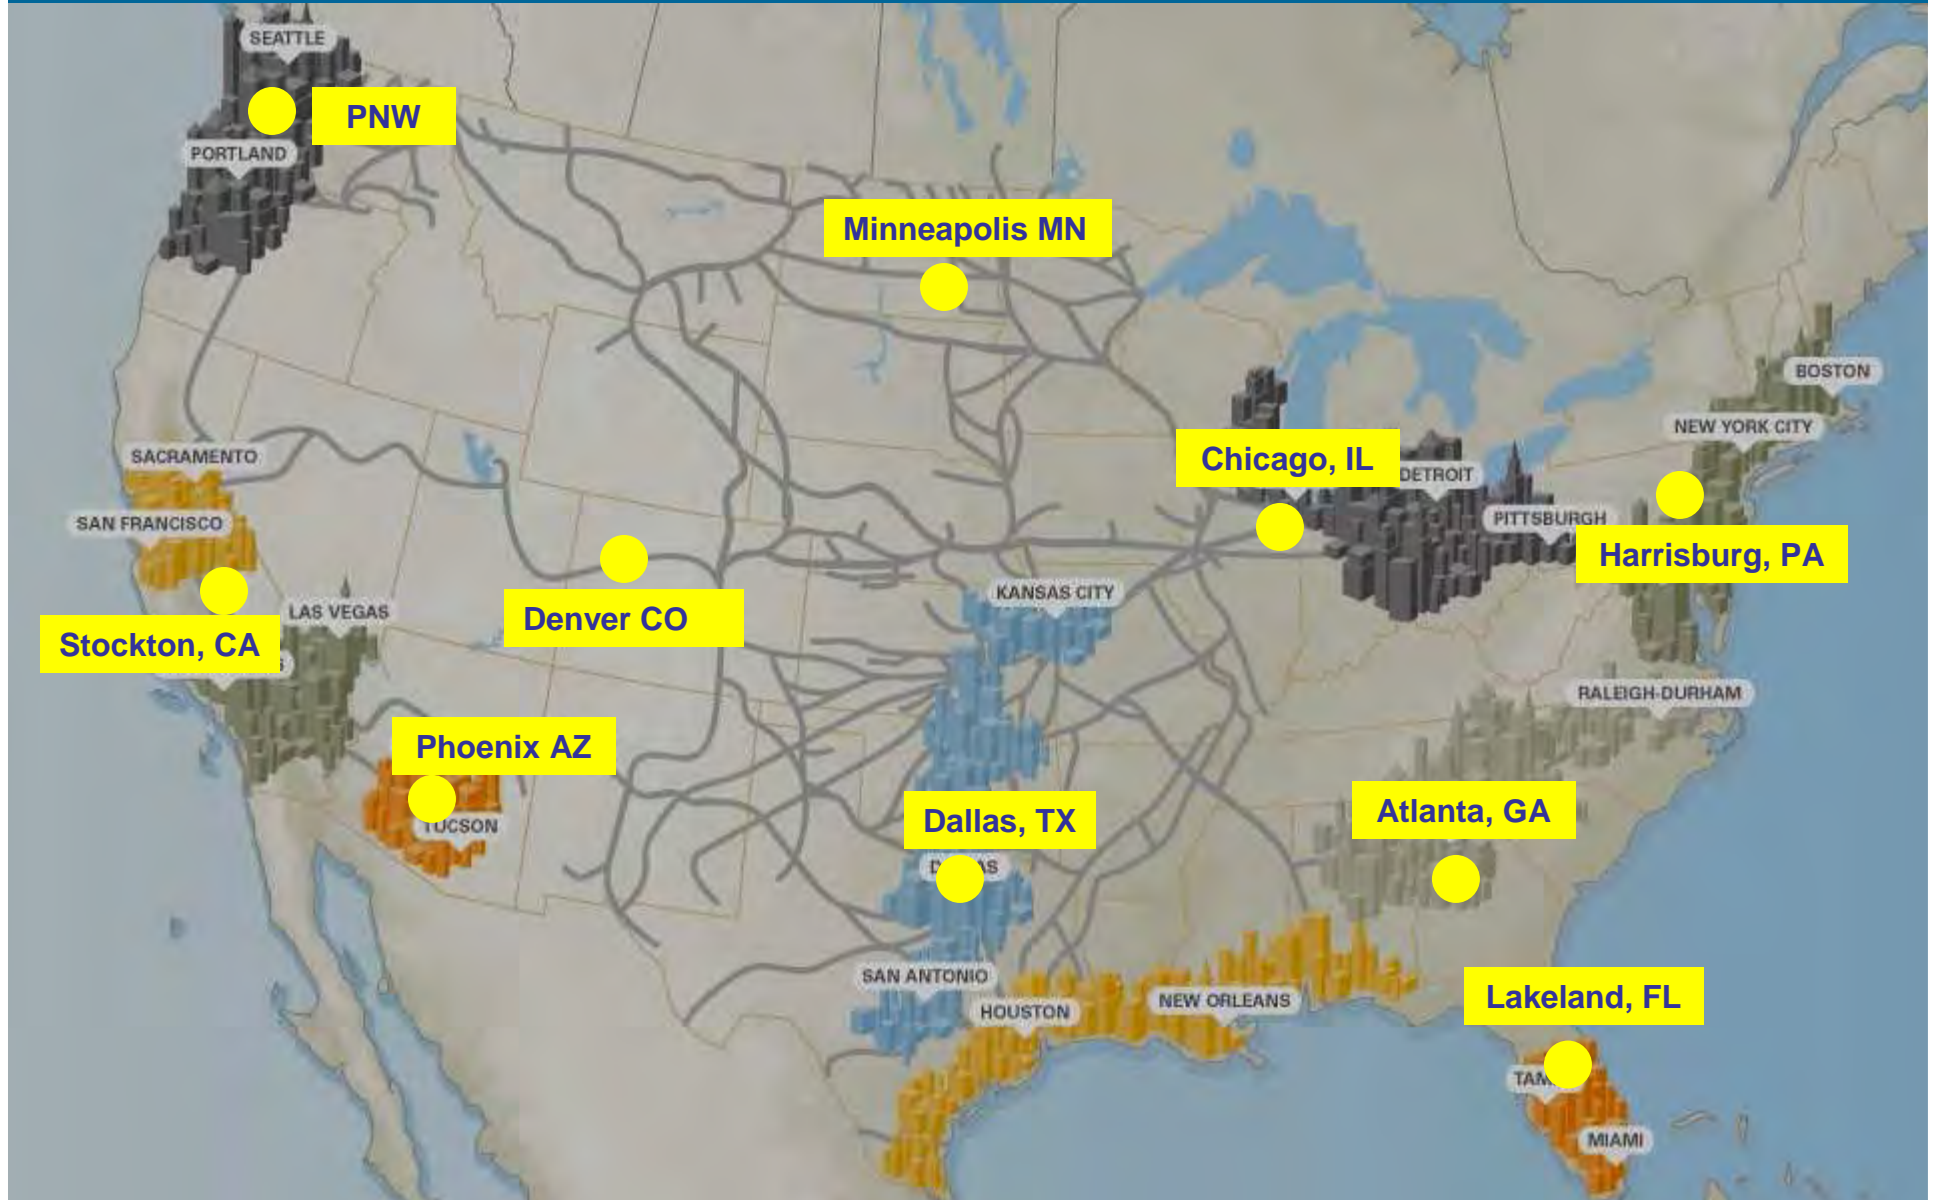 SEATTLE
PNW
PORTLAND
Minneapolis MN
BOSTON
NEW YORK CITY
SACRAMENTO
Chicago, IL
DETROIT
SAN FRANCISCO
PITTSBURGH
Harrisburg, PA
KANSAS CITY
LAS VEGAS
Denver CO
Stockton, CA
RALEIGH-DURHAM
Phoenix AZ
Atlanta, GA
Dallas, TX
TUCSON
SAN ANTONIO
NEW ORLEANS
Lakeland, FL
HOUSTON
MIAMI